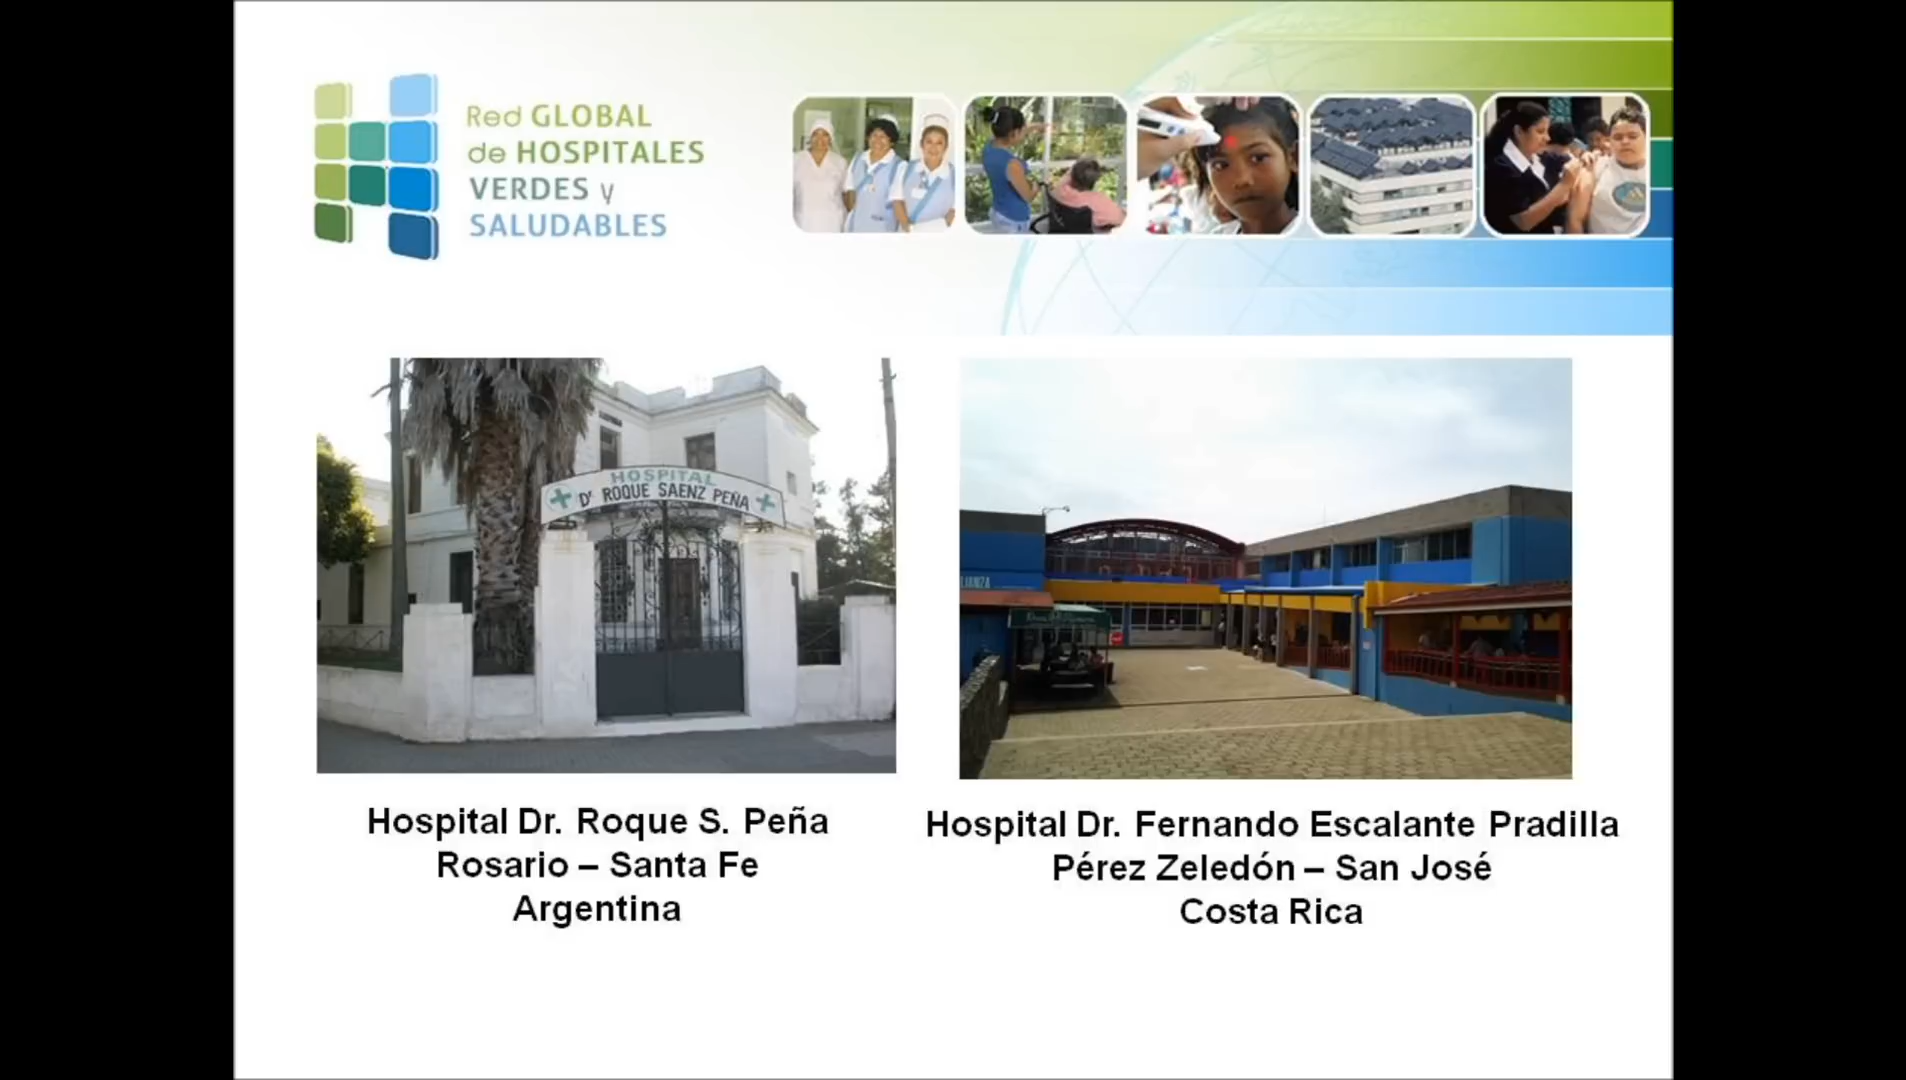 Red GLOBAL
de HOSPITALES
VERDES y
SALUDABLES
HOSPITAL
Dr ROQUE SAENZ PEÑA
LIANZA
Hospital Dr. Roque S. Peña
Rosario – Santa Fe
Argentina
Hospital Dr. Fernando Escalante Pradilla
Pérez Zeledón – San José
Costa Rica